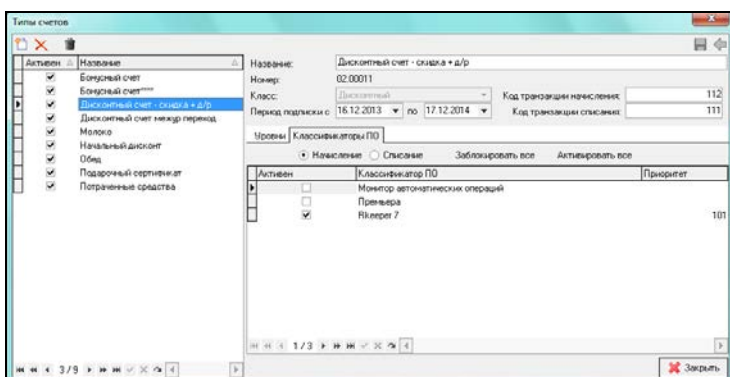 Типы счетов
Активен Название
Бонусный счет
Бонусный счет****
Дисконтный счет - скидка + д/р
Дисконтный счет межур переход
Молоко
Начальный дисконт
Обед
Подарочный сертификат
Потраченные средства
3 / 9
Название: Дисконтный счет - скидка + д/р
Номер: 02.00011
Класс: Дисконтный Код транзакции начисления: 112
Период подписки с 16.12.2013 по 17.12.2014 Код транзакции списания: 111
Уровни Классификаторы ПО
Начисление Списание Заблокировать все Активировать все
Активен Классификатор ПО Приоритет
Монитор автоматических операций
Премьера
Rkeeper 7 101
1 / 3
Закрыть